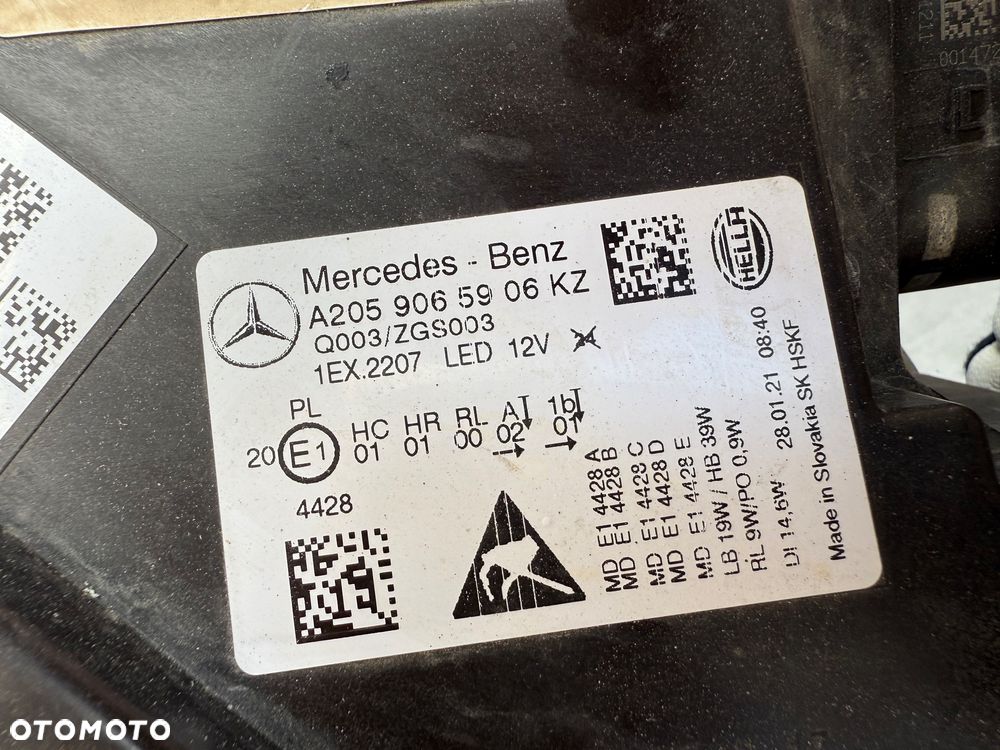 211
00147
Mercedes - Benz
A205 906 59 06 KZ
Q003/ZGS003
1EX.2207 LED 12V
HELLA
PL
20 E1 HC HR RL A 1b
01 01 00 02 01
4428
MD E1 4428 A
MD E1 4428 B
MD E1 4428 C
MD E1 4428 D
MD E1 4428 E
LB 19W / HB 39W
RL 9W/PO 0,9W
DI 14,6W 28.01.21 08:40
Made in Slovakia SK HSKF
OTOMOTO